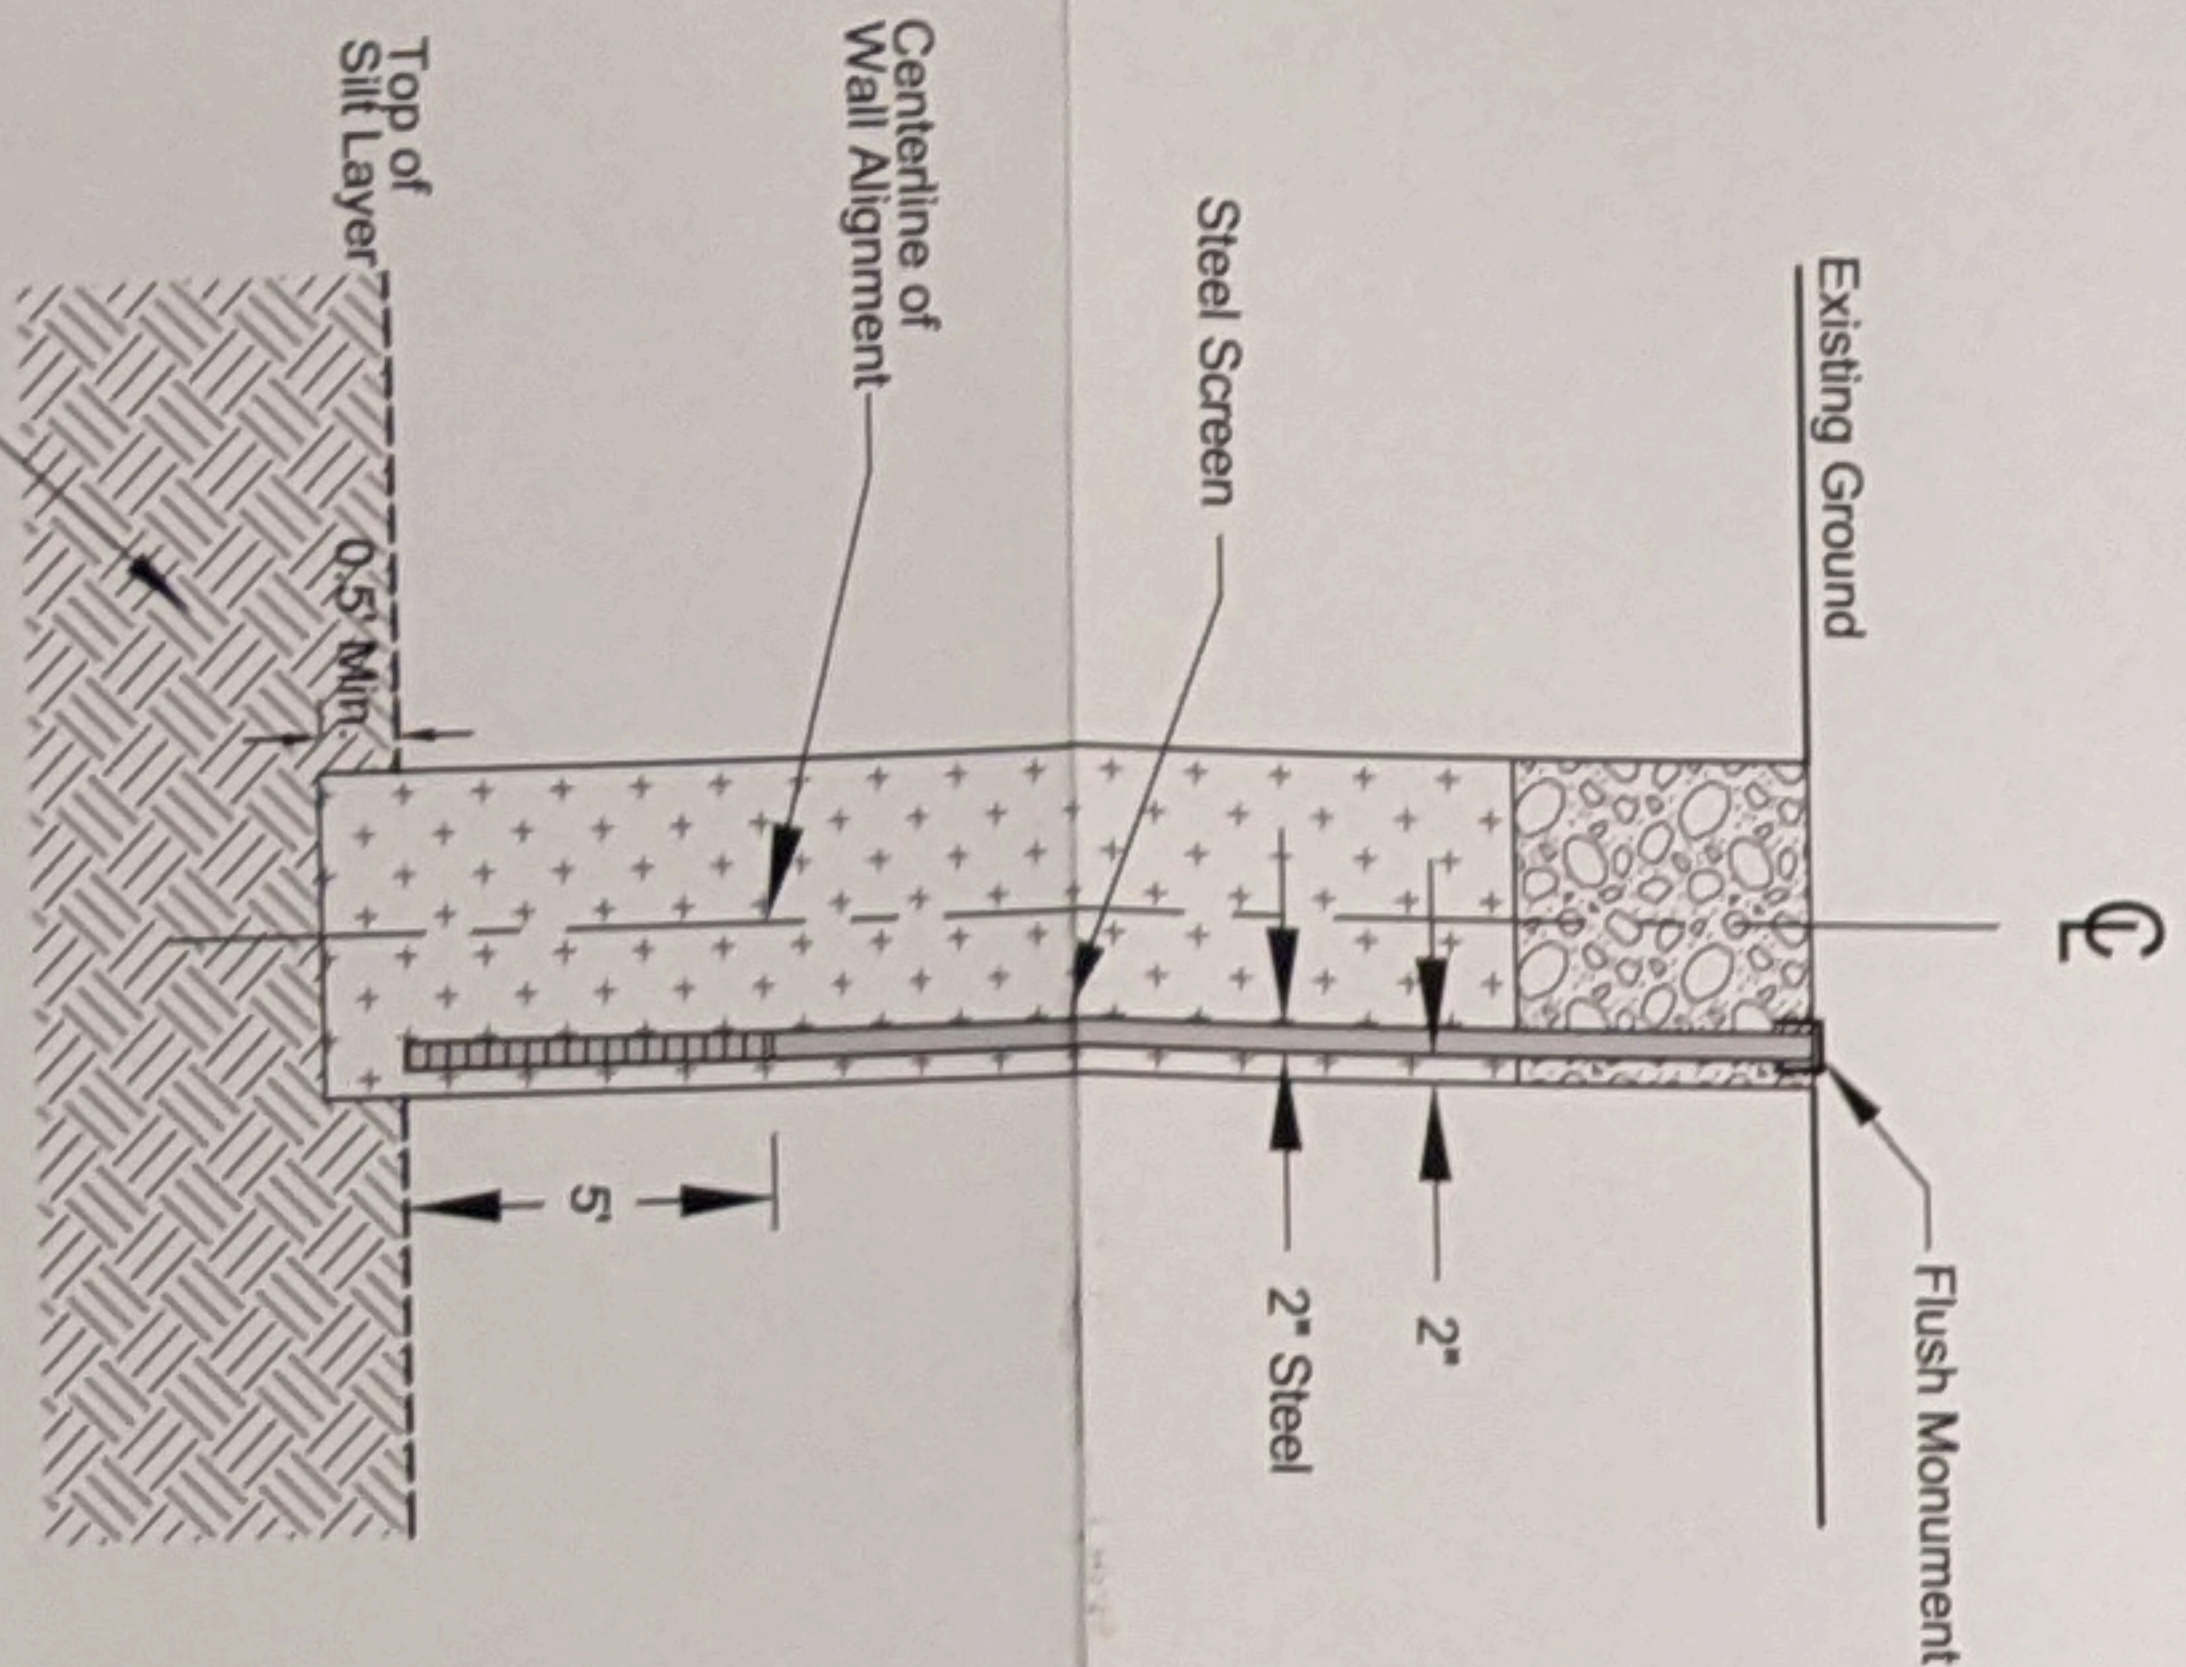 ℄
Existing Ground
Flush Monument
2"
2" Steel
Steel Screen
Centerline of
Wall Alignment
5'
Top of
Silt Layer
0.5' Min.